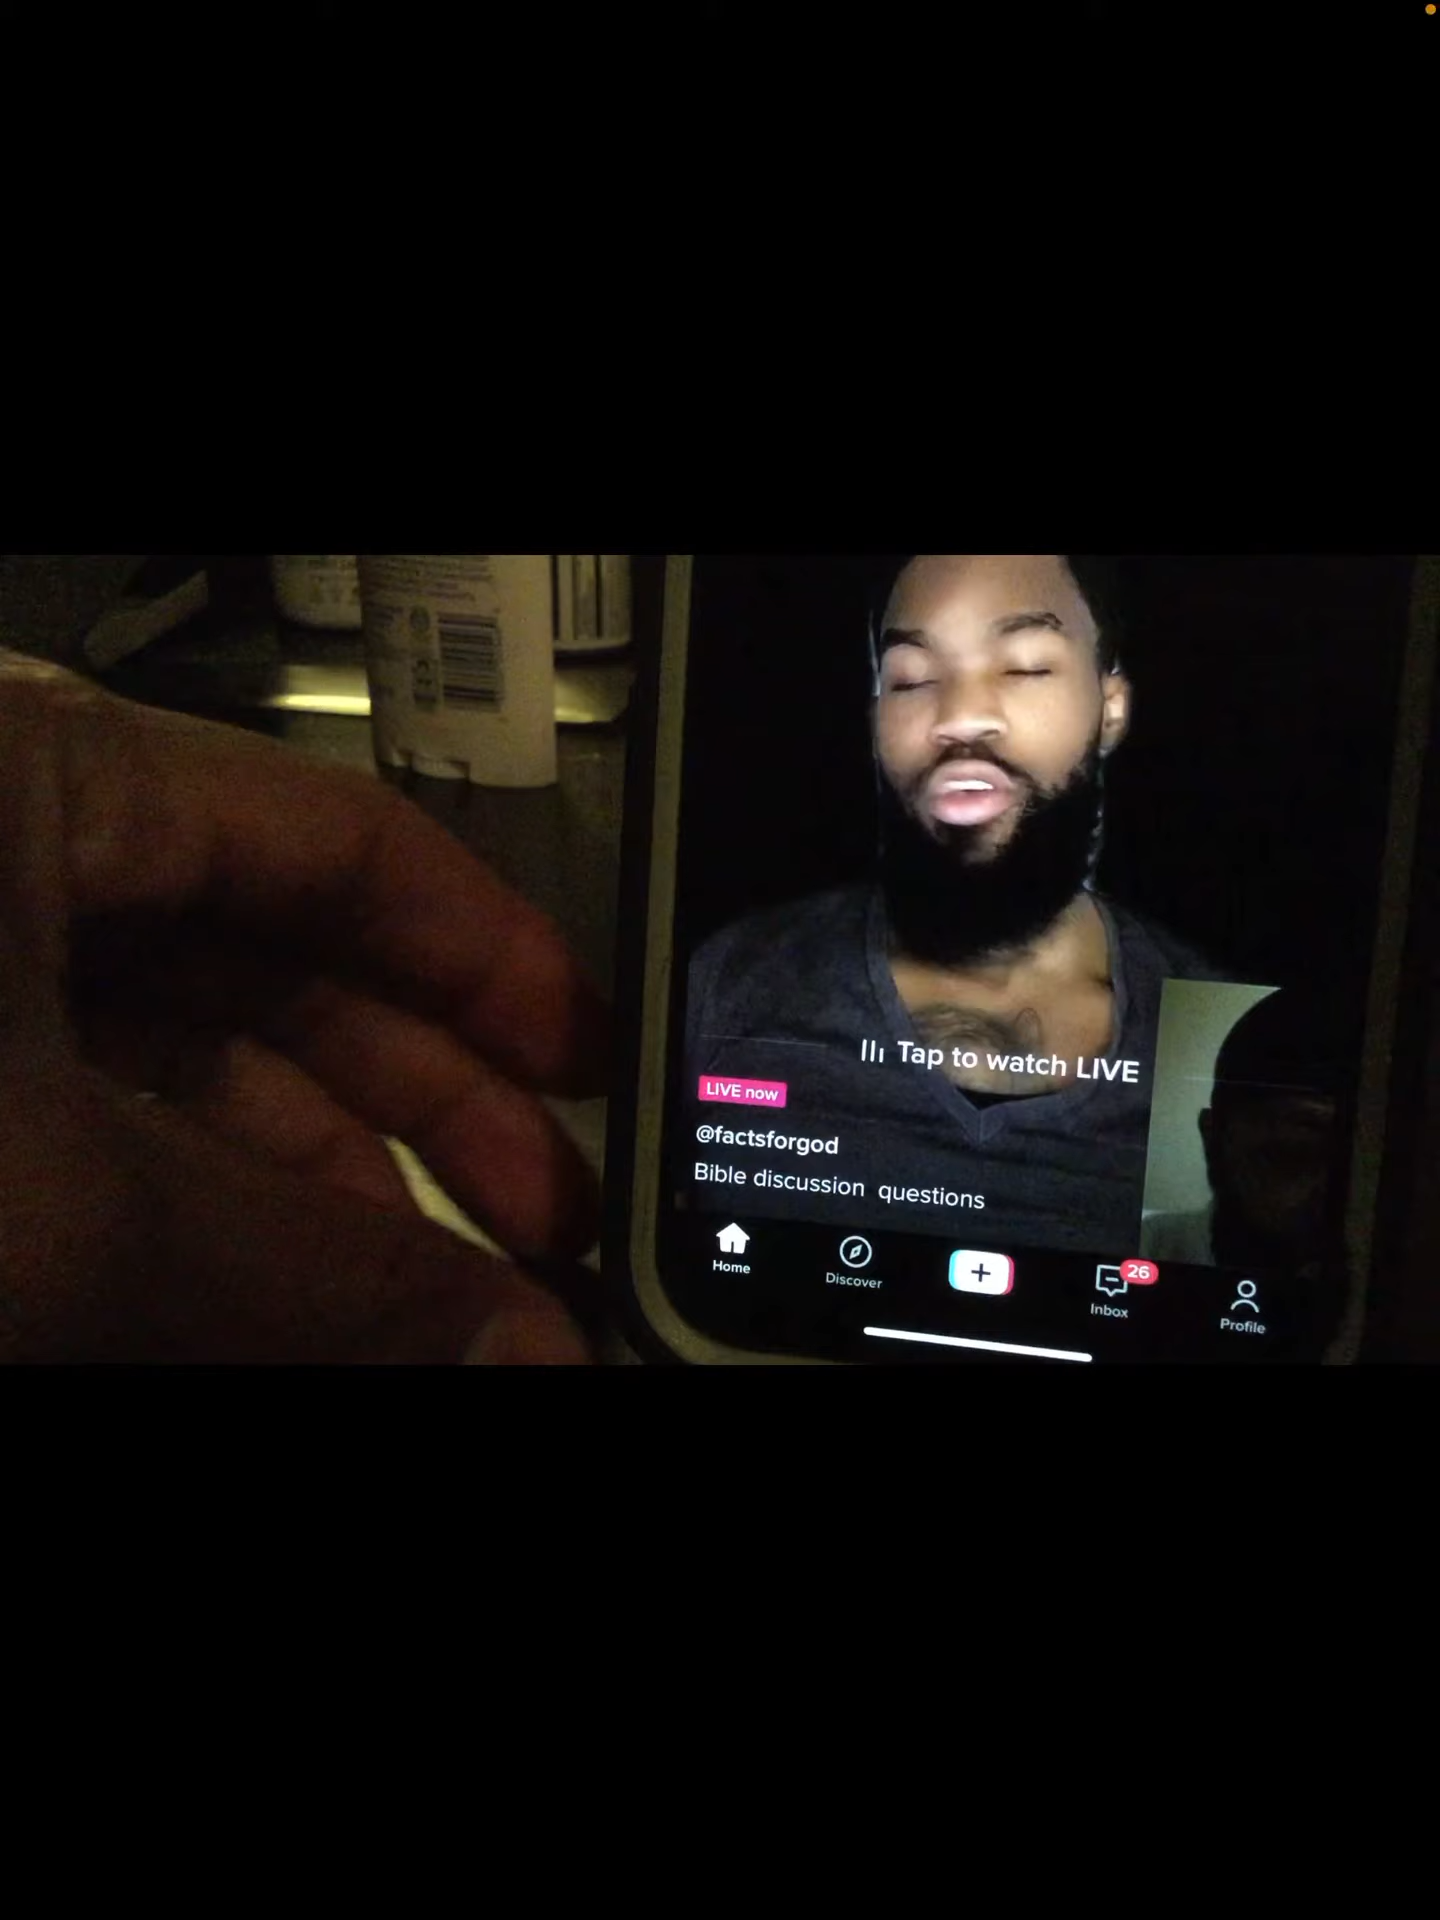 Tap to watch LIVE
LIVE now
@factsforgod
Bible discussion questions
Home
Discover
+
26
Inbox
Profile